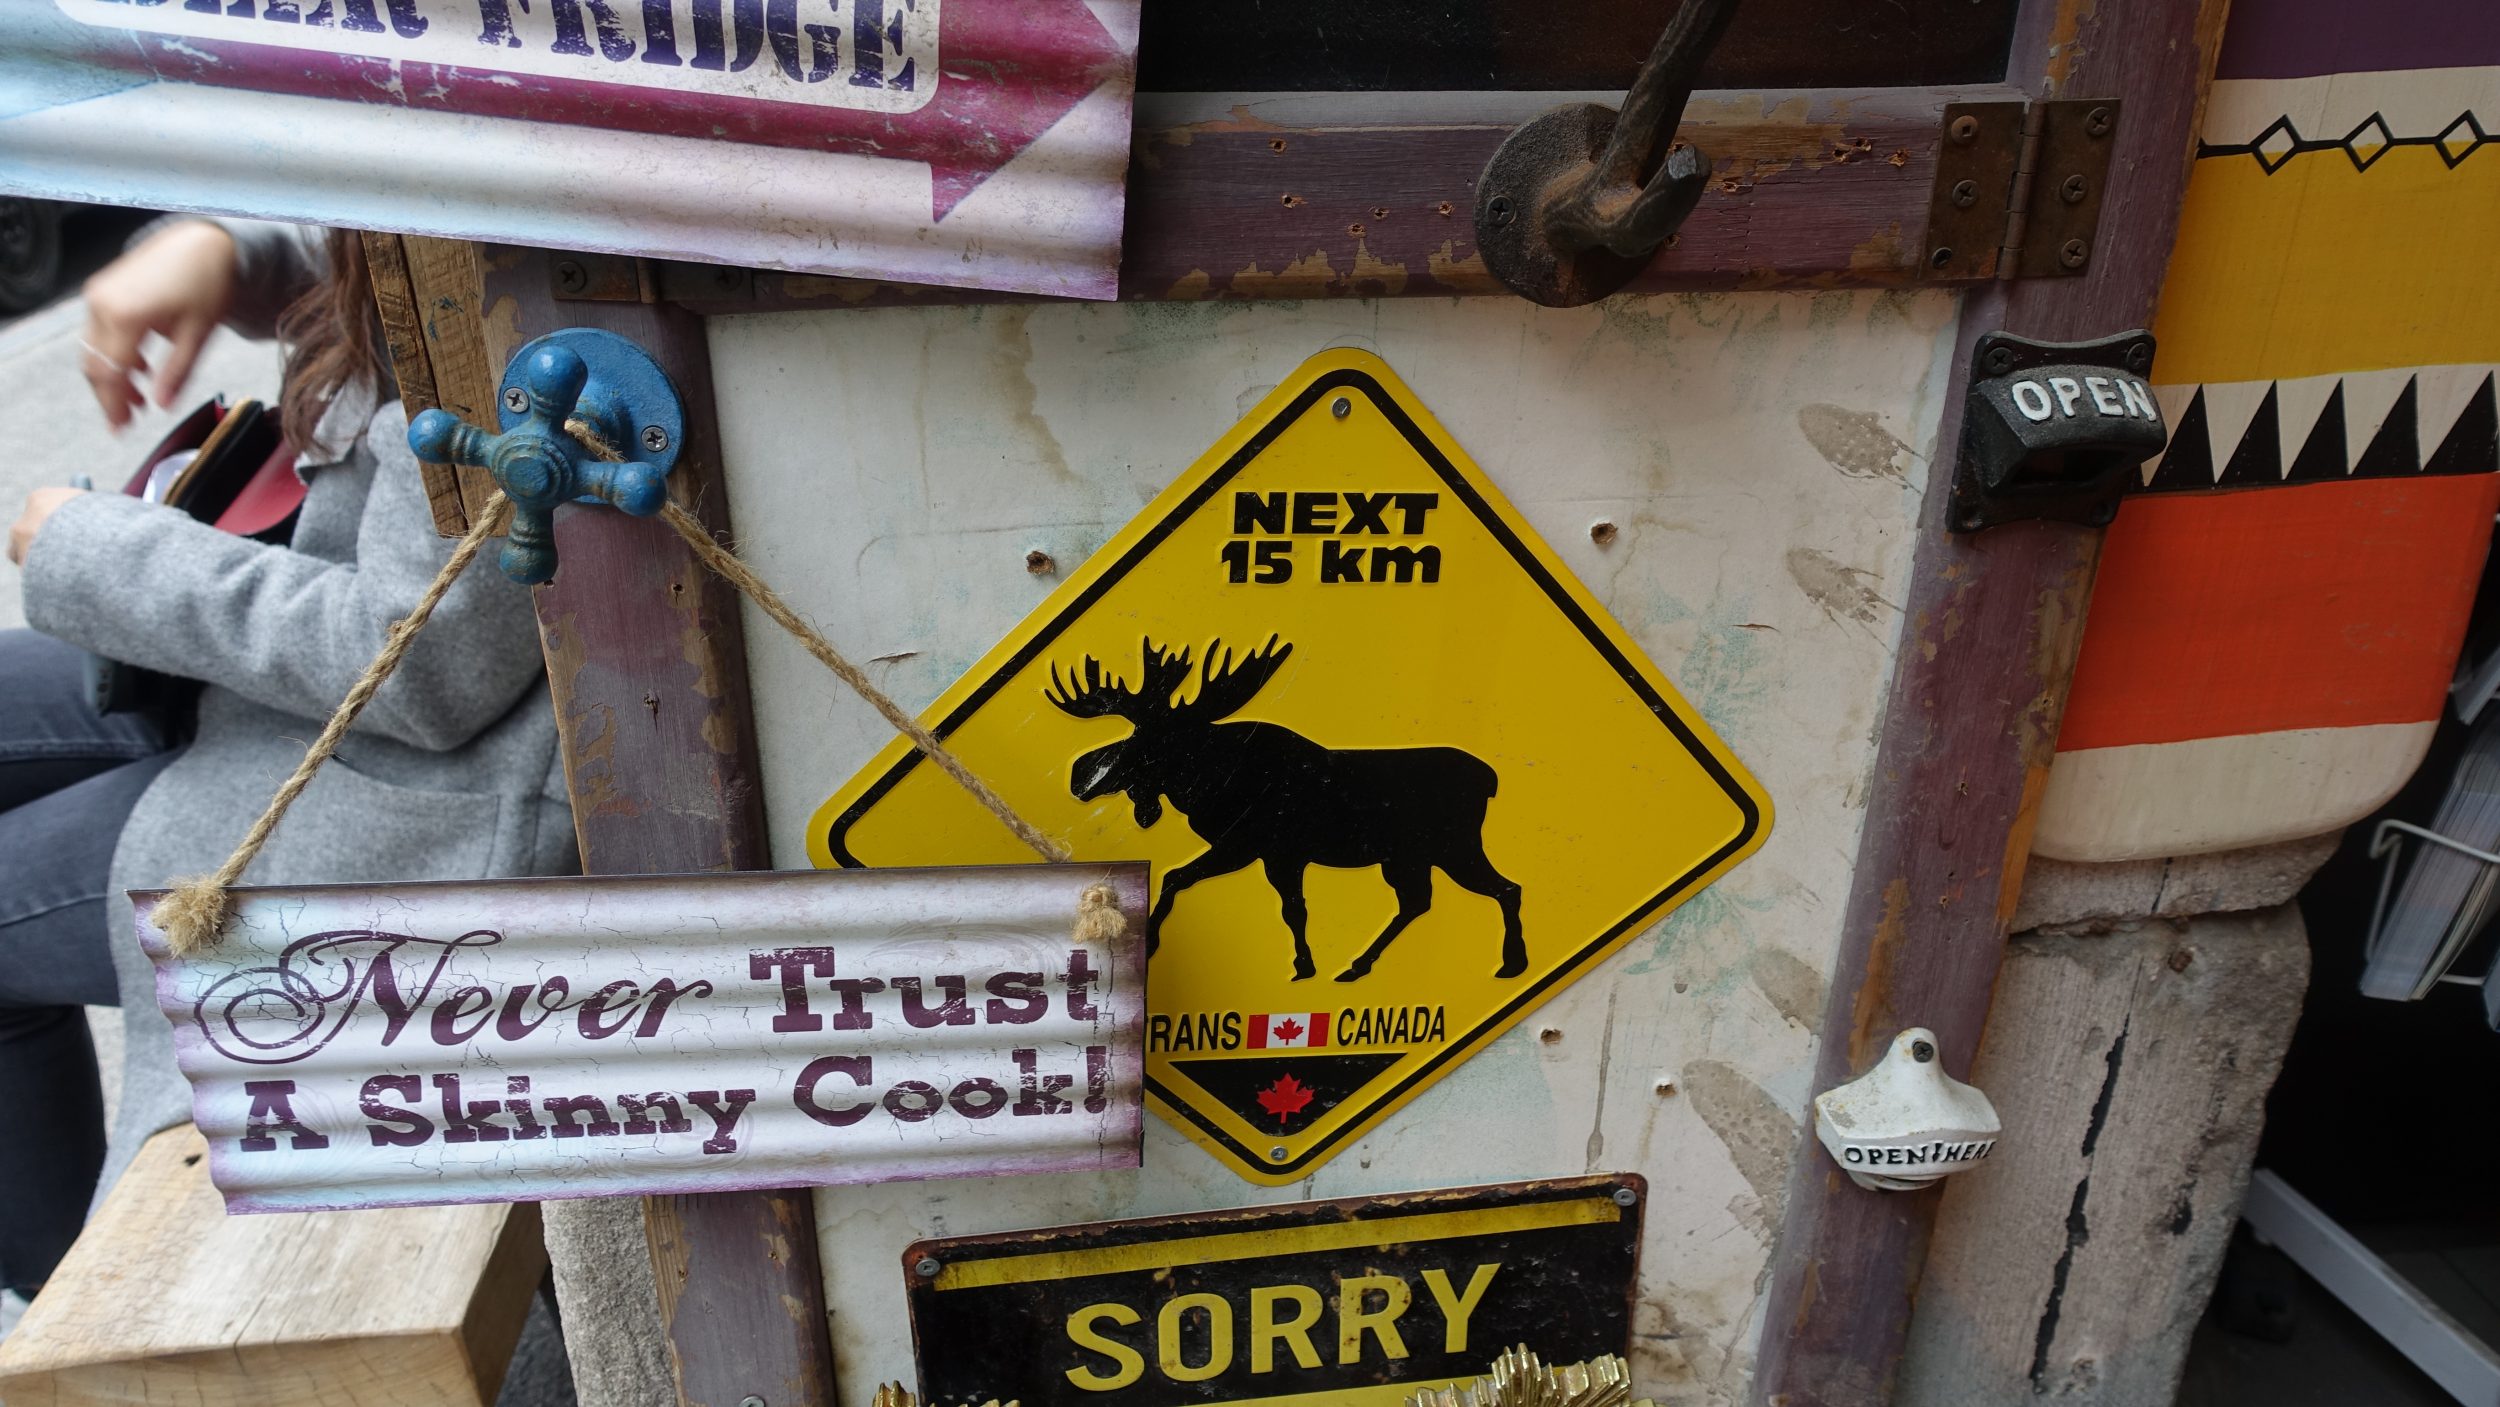 FRIDGE
OPEN
NEXT
15 km
Never Trust
A Skinny Cook!
RANS CANADA
OPEN HERE
SORRY